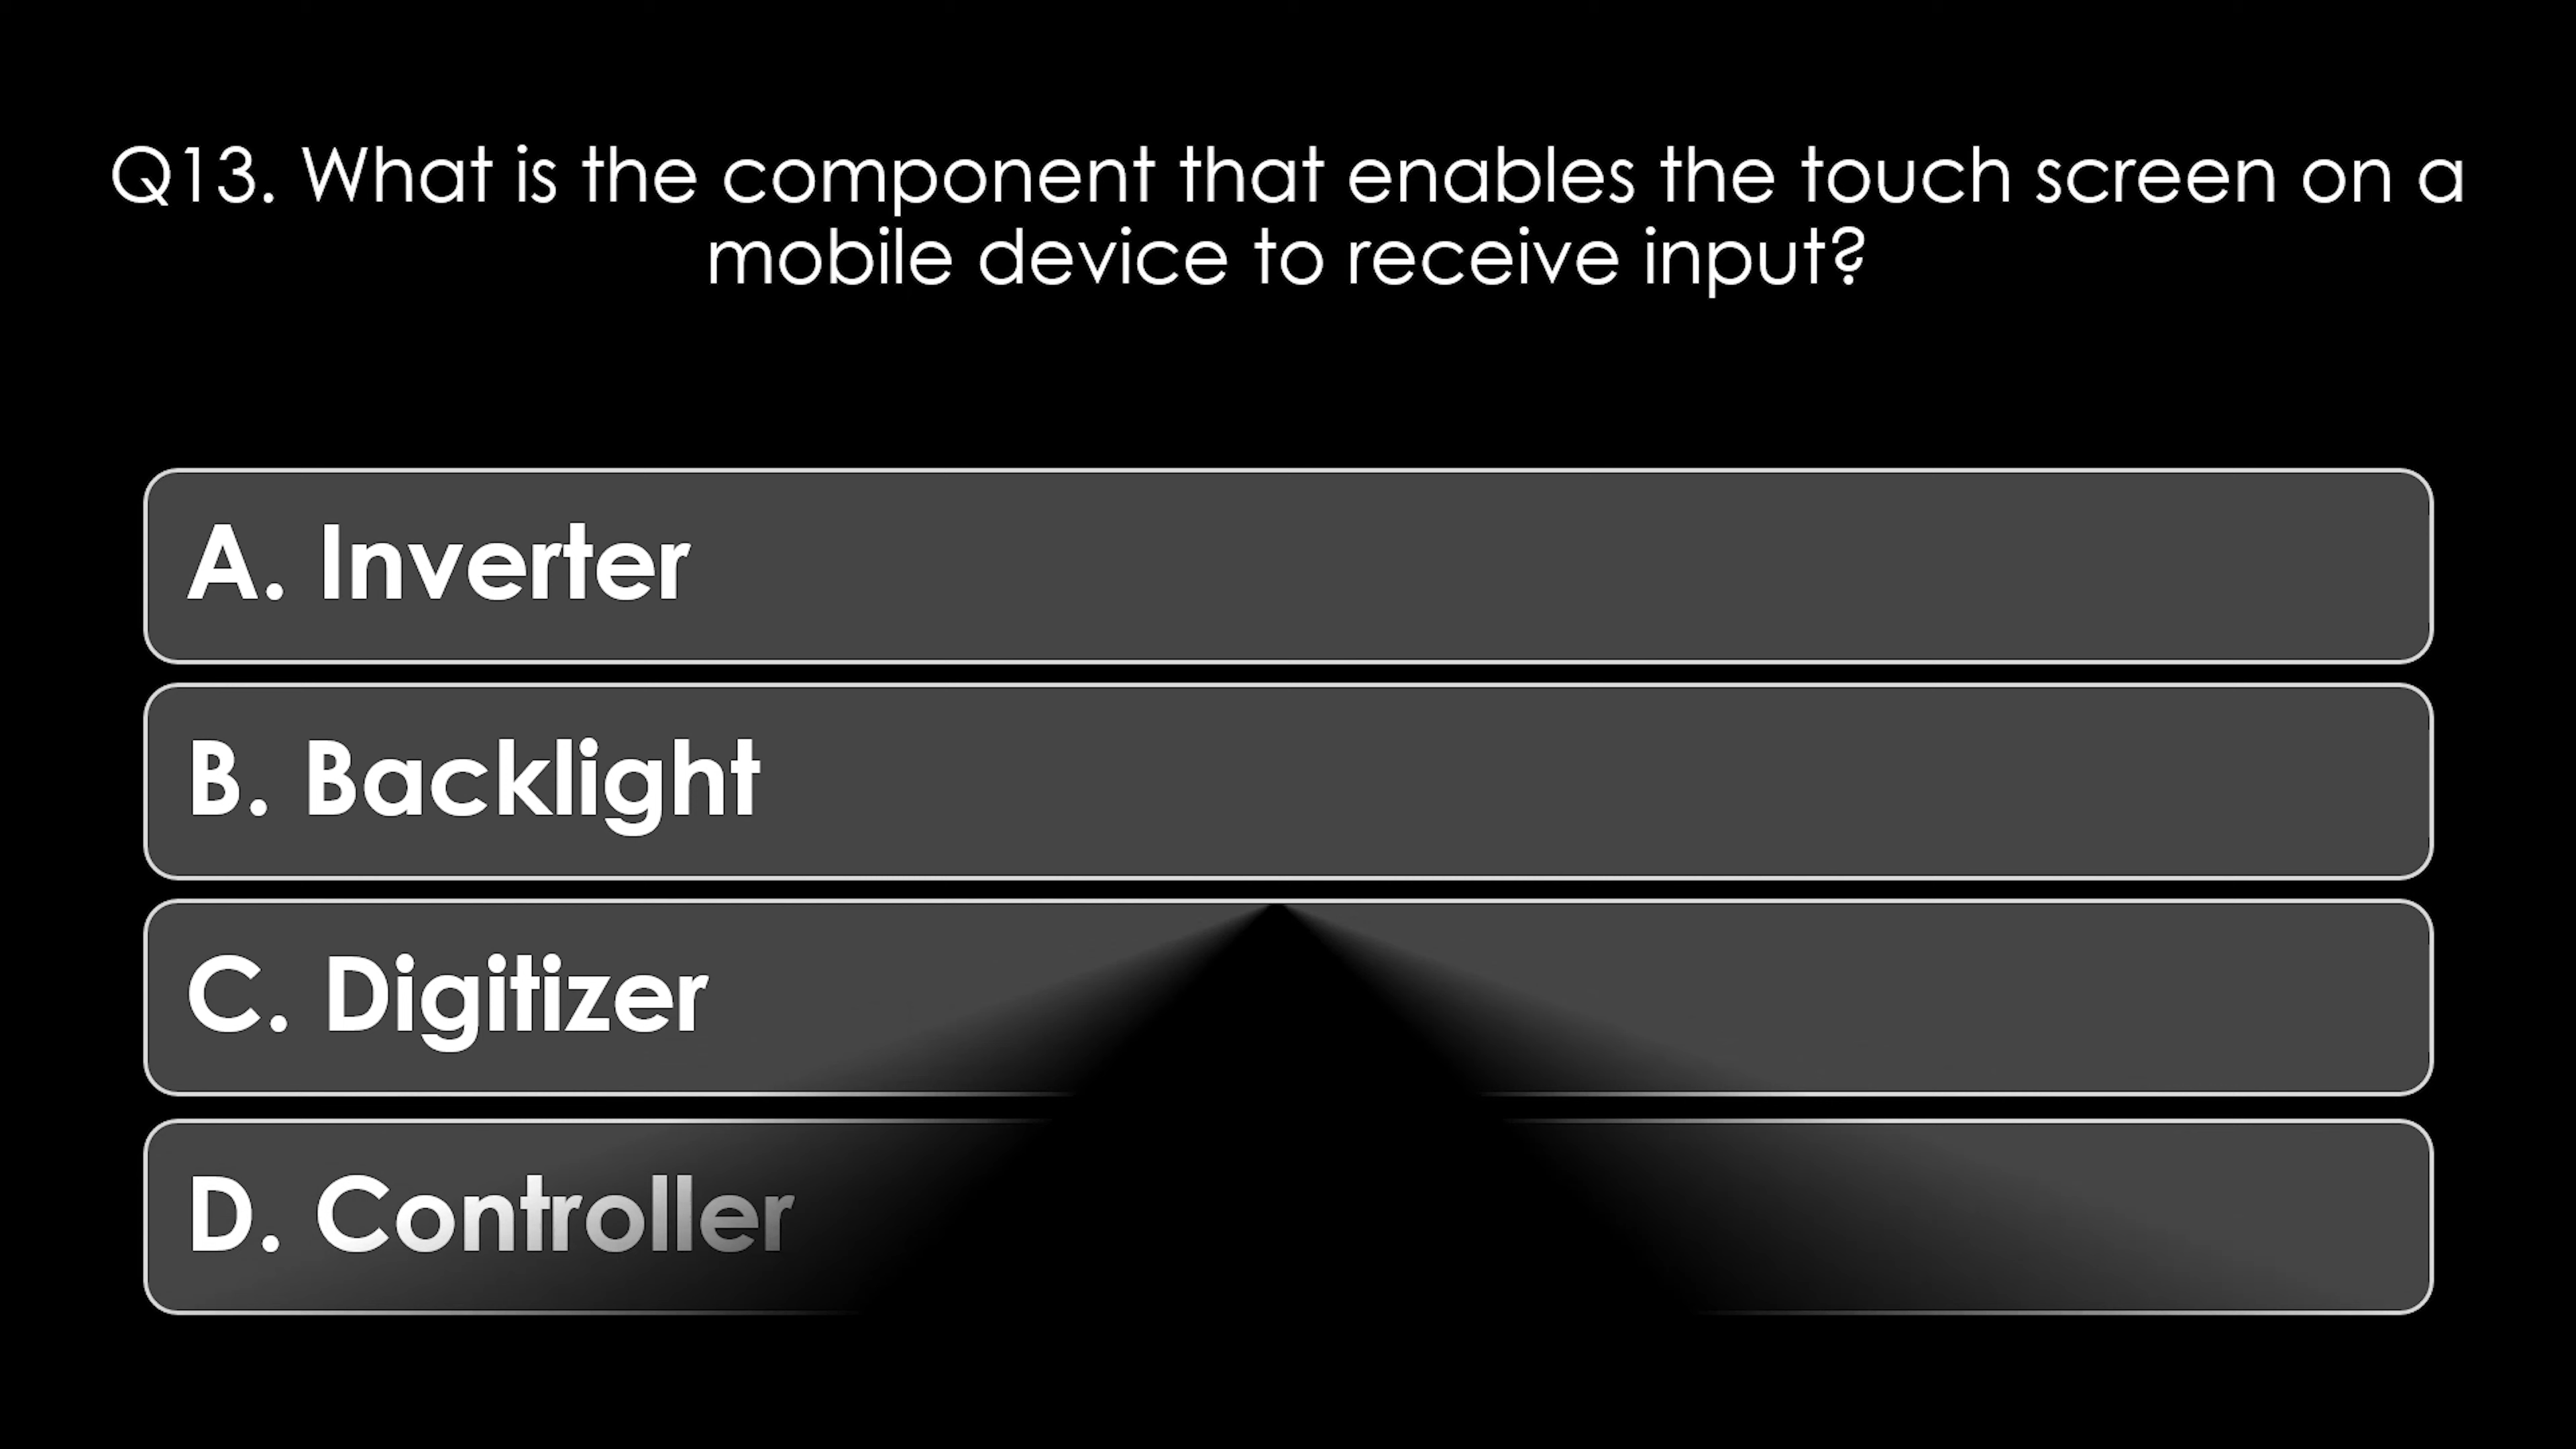 Q13. What is the component that enables the touch screen on a
mobile device to receive input?
A. Inverter
B. Backlight
C. Digitizer
D. Controller